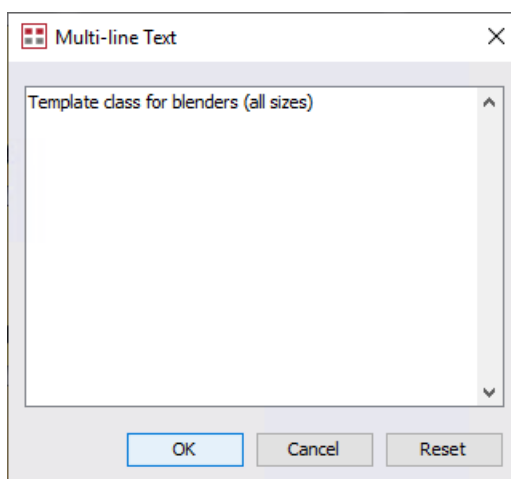 Multi-line Text
Template class for blenders (all sizes)
OK Cancel Reset